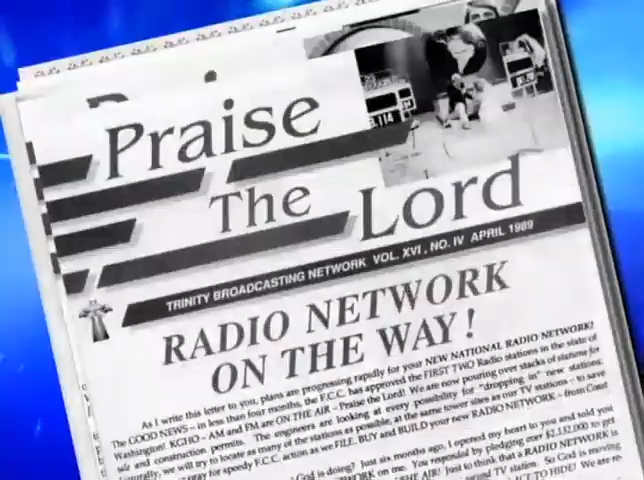 Praise
The Lord
TRINITY BROADCASTING NETWORK VOL. XVI, NO. IV APRIL 1989
RADIO NETWORK
ON THE WAY!
As I write this letter to you, plans are progressing rapidly for your NEW NATIONAL RADIO NETWORK!
The GOOD NEWS - in less than four months, the F.C.C. has approved the FIRST TWO Radio stations in the state of
Washington! KGHO - AM and FM are ON THE AIR - Praise the Lord! We are now pouring over stacks of stations for
sale and construction permits. The engineers are looking at every possibility for "dropping in" new stations.
we will try to locate as many of the stations as possible, at the same tower sites as our TV stations - to save
pray for speedy F.C.C. action as we FILE, BUY and BUILD your new RADIO NETWORK - from Coast
God is doing? Just six months ago, I opened my heart to you and told you
on me. You responded by pledging over $2,132,000 to get
THE AIR! Just to think that a RADIO NETWORK is
TV station. So God is moving
TO HIDE! We are